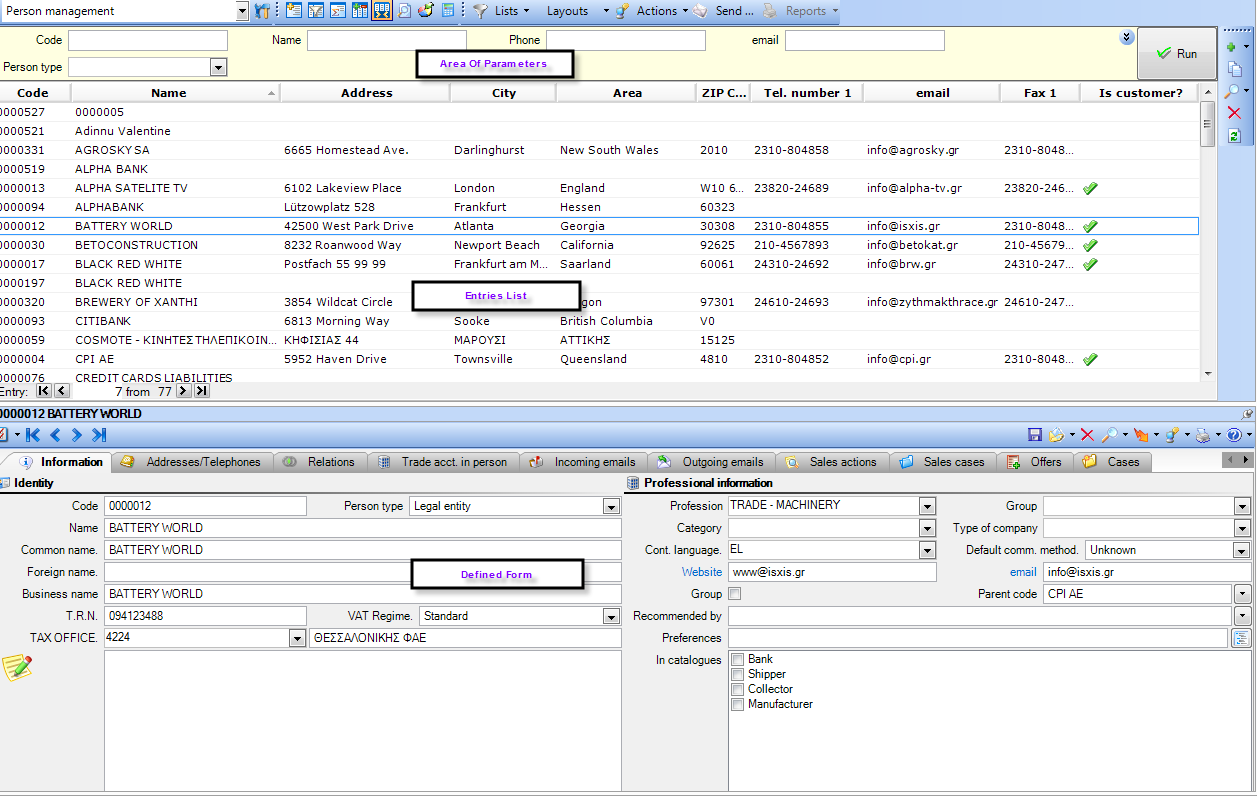 Person management Lists Layouts Actions Send ... Reports
Code Name Phone email
Run
Person type
Area Of Parameters
Code Name Address City Area ZIP C... Tel. number 1 email Fax 1 Is customer?
0000527 0000005
0000521 Adinnu Valentine
0000331 AGROSKY SA 6665 Homestead Ave. Darlinghurst New South Wales 2010 2310-804858 info@agrosky.gr 2310-8048...
0000519 ALPHA BANK
0000013 ALPHA SATELITE TV 6102 Lakeview Place London England W10 6... 23820-24689 info@alpha-tv.gr 23820-246...
0000094 ALPHABANK Lützowplatz 528 Frankfurt Hessen 60323
0000012 BATTERY WORLD 42500 West Park Drive Atlanta Georgia 30308 2310-804855 info@isxis.gr 2310-8048...
0000030 BETOCONSTRUCTION 8232 Roanwood Way Newport Beach California 92625 210-4567893 info@betokat.gr 210-45679...
0000017 BLACK RED WHITE Postfach 55 99 99 Frankfurt am M... Saarland 60061 24310-24692 info@brw.gr 24310-247...
0000197 BLACK RED WHITE
Entries List
0000320 BREWERY OF XANTHI 3854 Wildcat Circle gon 97301 24610-24693 info@zythmakthrace.gr 24610-247...
0000093 CITIBANK 6813 Morning Way Sooke British Columbia V0
0000059 COSMOTE - ΚΙΝΗΤΕΣ ΤΗΛΕΠΙΚΟΙΝ... ΚΗΦΙΣΙΑΣ 44 ΜΑΡΟΥΣΙ ΑΤΤΙΚΗΣ 15125
0000004 CPI AE 5952 Haven Drive Townsville Queensland 4810 2310-804852 info@cpi.gr 2310-8048...
0000076 CREDIT CARDS LIABILITIES
Entry: 7 from 77
0000012 BATTERY WORLD
Information Addresses/Telephones Relations Trade acct. in person Incoming emails Outgoing emails Sales actions Sales cases Offers Cases
Identity Professional information
Code 0000012 Person type Legal entity Profession TRADE - MACHINERY Group
Name BATTERY WORLD Category Type of company
Common name. BATTERY WORLD Cont. language. EL Default comm. method. Unknown
Foreign name. Website www@isxis.gr email info@isxis.gr
Defined Form
Business name BATTERY WORLD Group Parent code CPI AE
T.R.N. 094123488 VAT Regime. Standard Recommended by
TAX OFFICE. 4224 ΘΕΣΣΑΛΟΝΙΚΗΣ ΦΑΕ Preferences
In catalogues Bank
Shipper
Collector
Manufacturer